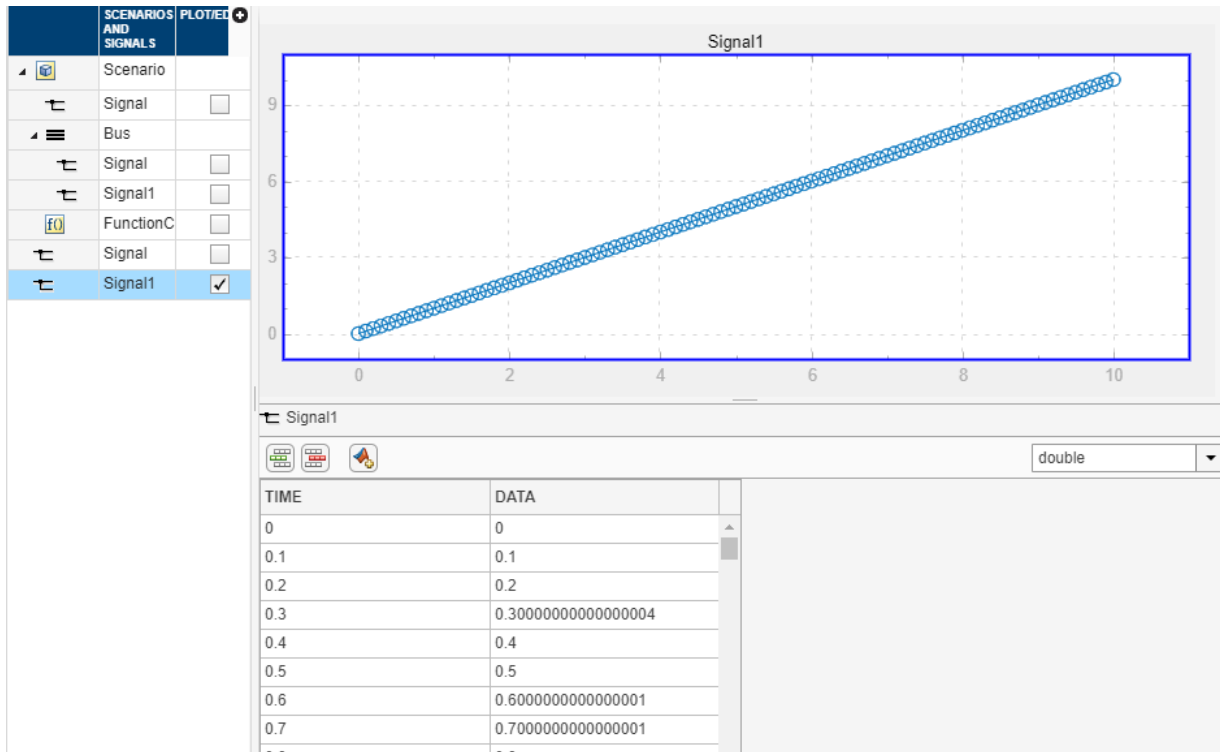 SCENARIOS AND SIGNALS
PLOT/ED
Scenario
Signal
Bus
Signal
Signal1
f()
FunctionC
Signal
Signal1
Signal1
9
6
3
0
0 2 4 6 8 10
Signal1
double
TIME DATA
0 0
0.1 0.1
0.2 0.2
0.3 0.30000000000000004
0.4 0.4
0.5 0.5
0.6 0.6000000000000001
0.7 0.7000000000000001